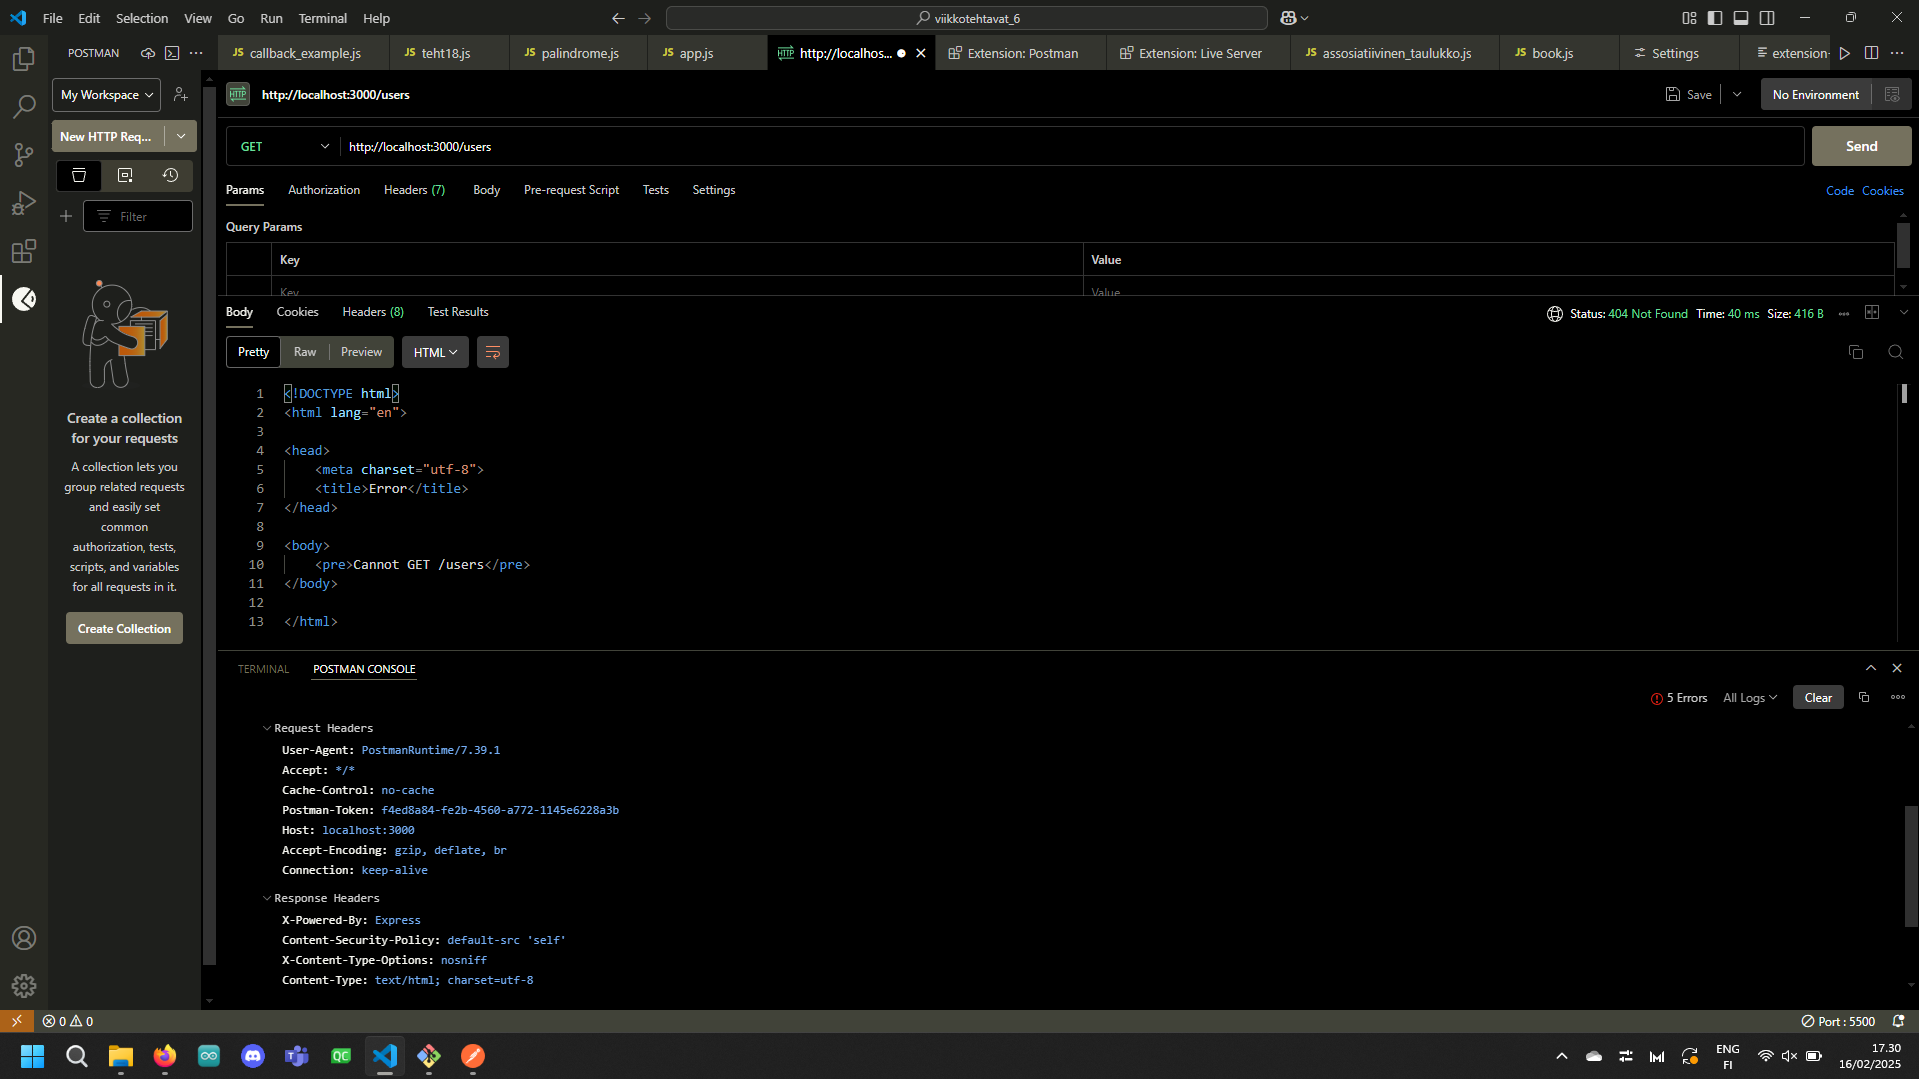 File Edit Selection View Go Run Terminal Help
viikkotehtavat_6
POSTMAN
JS callback_example.js
JS teht18.js
JS palindrome.js
JS app.js
HTTP http://localhos...
Extension: Postman
Extension: Live Server
JS assosiatiivinen_taulukko.js
JS book.js
Settings
extension-
My Workspace
HTTP http://localhost:3000/users
Save
No Environment
New HTTP Req...
GET http://localhost:3000/users
Send
Filter
Params Authorization Headers (7) Body Pre-request Script Tests Settings
Code Cookies
Query Params
Key Value
Key Value
Body Cookies Headers (8) Test Results
Status: 404 Not Found Time: 40 ms Size: 416 B
Pretty Raw Preview HTML
1 <!DOCTYPE html>
2 <html lang="en">
3
4 <head>
5 <meta charset="utf-8">
6 <title>Error</title>
7 </head>
8
9 <body>
10 <pre>Cannot GET /users</pre>
11 </body>
12
13 </html>
Create a collection
for your requests
A collection lets you
group related requests
and easily set
common
authorization, tests,
scripts, and variables
for all requests in it.
Create Collection
TERMINAL POSTMAN CONSOLE
5 Errors All Logs Clear
Request Headers
User-Agent: PostmanRuntime/7.39.1
Accept: */*
Cache-Control: no-cache
Postman-Token: f4ed8a84-fe2b-4560-a772-1145e6228a3b
Host: localhost:3000
Accept-Encoding: gzip, deflate, br
Connection: keep-alive
Response Headers
X-Powered-By: Express
Content-Security-Policy: default-src 'self'
X-Content-Type-Options: nosniff
Content-Type: text/html; charset=utf-8
0 0
Port : 5500
QC
ENG
FI
17.30
16/02/2025